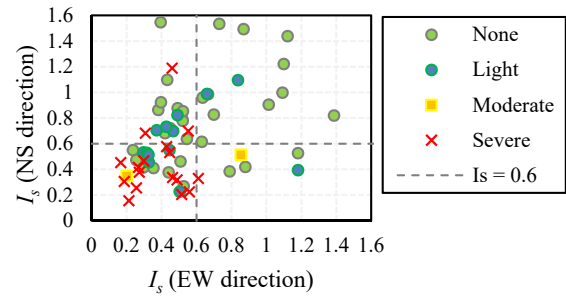 1.6
1.4
1.2
1
0.8
0.6
0.4
0.2
0
I_s (NS direction)
0 0.2 0.4 0.6 0.8 1 1.2 1.4 1.6
I_s (EW direction)
None
Light
Moderate
Severe
Is = 0.6